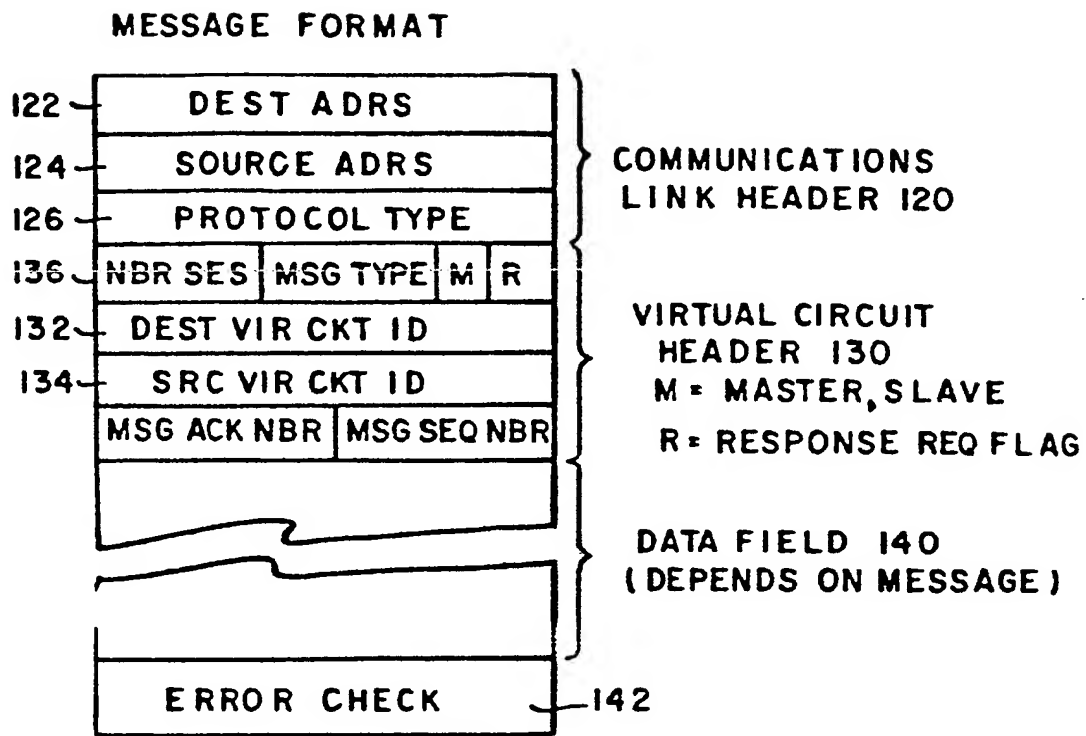 MESSAGE FORMAT
122 DEST ADRS
124 SOURCE ADRS
126 PROTOCOL TYPE
COMMUNICATIONS
LINK HEADER 120
136 NBR SES MSG TYPE M R
132 DEST VIR CKT ID
134 SRC VIR CKT ID
MSG ACK NBR MSG SEQ NBR
VIRTUAL CIRCUIT
HEADER 130
M = MASTER, SLAVE
R = RESPONSE REQ FLAG
DATA FIELD 140
(DEPENDS ON MESSAGE)
ERROR CHECK 142